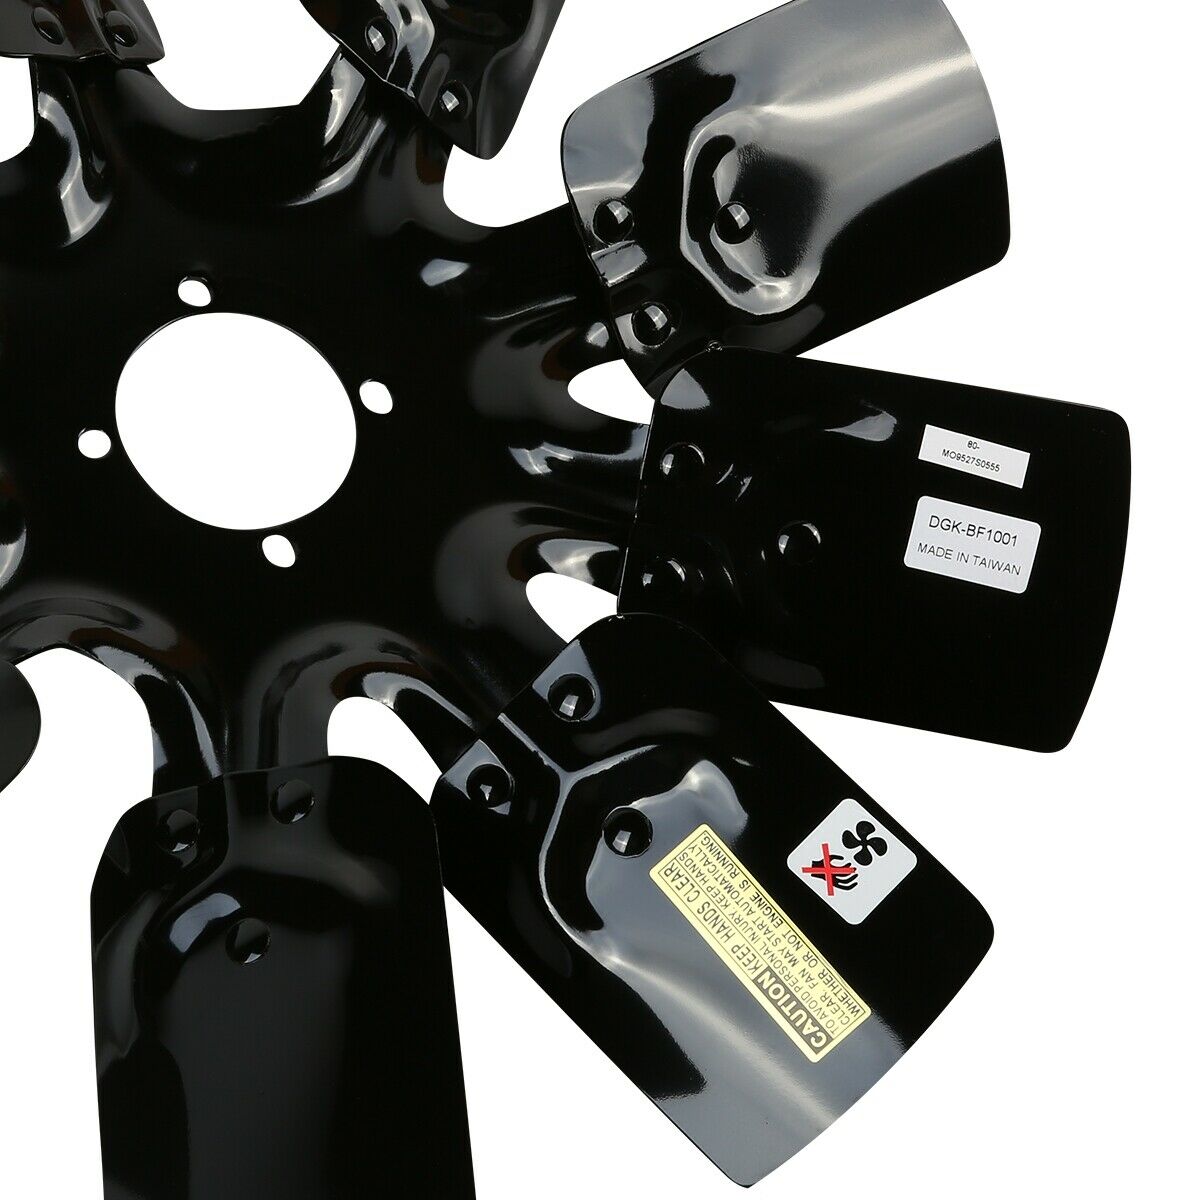 60-
MO9527S0555
DGK-BF1001
MADE IN TAIWAN
CAUTION KEEP HANDS CLEAR
TO AVOID PERSONAL INJURY KEEP HANDS
CLEAR. FAN MAY START AUTOMATICALLY
WHETHER OR NOT ENGINE IS RUNNING